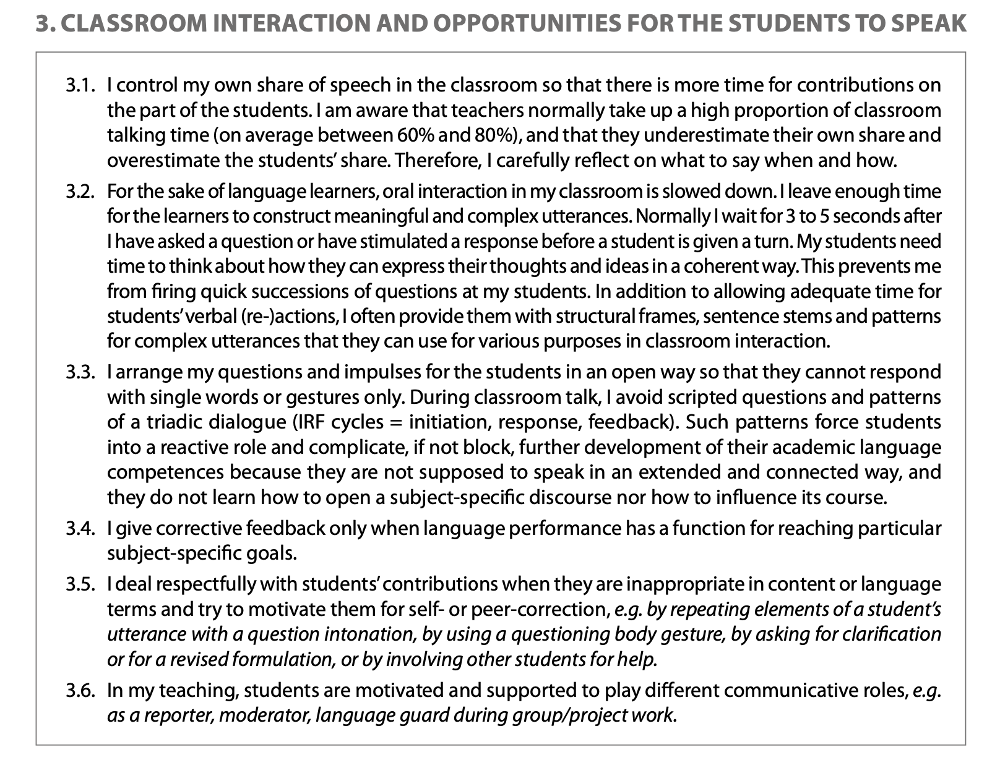 3. CLASSROOM INTERACTION AND OPPORTUNITIES FOR THE STUDENTS TO SPEAK
3.1. I control my own share of speech in the classroom so that there is more time for contributions on
the part of the students. I am aware that teachers normally take up a high proportion of classroom
talking time (on average between 60% and 80%), and that they underestimate their own share and
overestimate the students’ share. Therefore, I carefully reflect on what to say when and how.
3.2. For the sake of language learners, oral interaction in my classroom is slowed down. I leave enough time
for the learners to construct meaningful and complex utterances. Normally I wait for 3 to 5 seconds after
I have asked a question or have stimulated a response before a student is given a turn. My students need
time to think about how they can express their thoughts and ideas in a coherent way. This prevents me
from firing quick successions of questions at my students. In addition to allowing adequate time for
students’ verbal (re-)actions, I often provide them with structural frames, sentence stems and patterns
for complex utterances that they can use for various purposes in classroom interaction.
3.3. I arrange my questions and impulses for the students in an open way so that they cannot respond
with single words or gestures only. During classroom talk, I avoid scripted questions and patterns
of a triadic dialogue (IRF cycles = initiation, response, feedback). Such patterns force students
into a reactive role and complicate, if not block, further development of their academic language
competences because they are not supposed to speak in an extended and connected way, and
they do not learn how to open a subject-specific discourse nor how to influence its course.
3.4. I give corrective feedback only when language performance has a function for reaching particular
subject-specific goals.
3.5. I deal respectfully with students’ contributions when they are inappropriate in content or language
terms and try to motivate them for self- or peer-correction, e.g. by repeating elements of a student’s
utterance with a question intonation, by using a questioning body gesture, by asking for clarification
or for a revised formulation, or by involving other students for help.
3.6. In my teaching, students are motivated and supported to play different communicative roles, e.g.
as a reporter, moderator, language guard during group/project work.